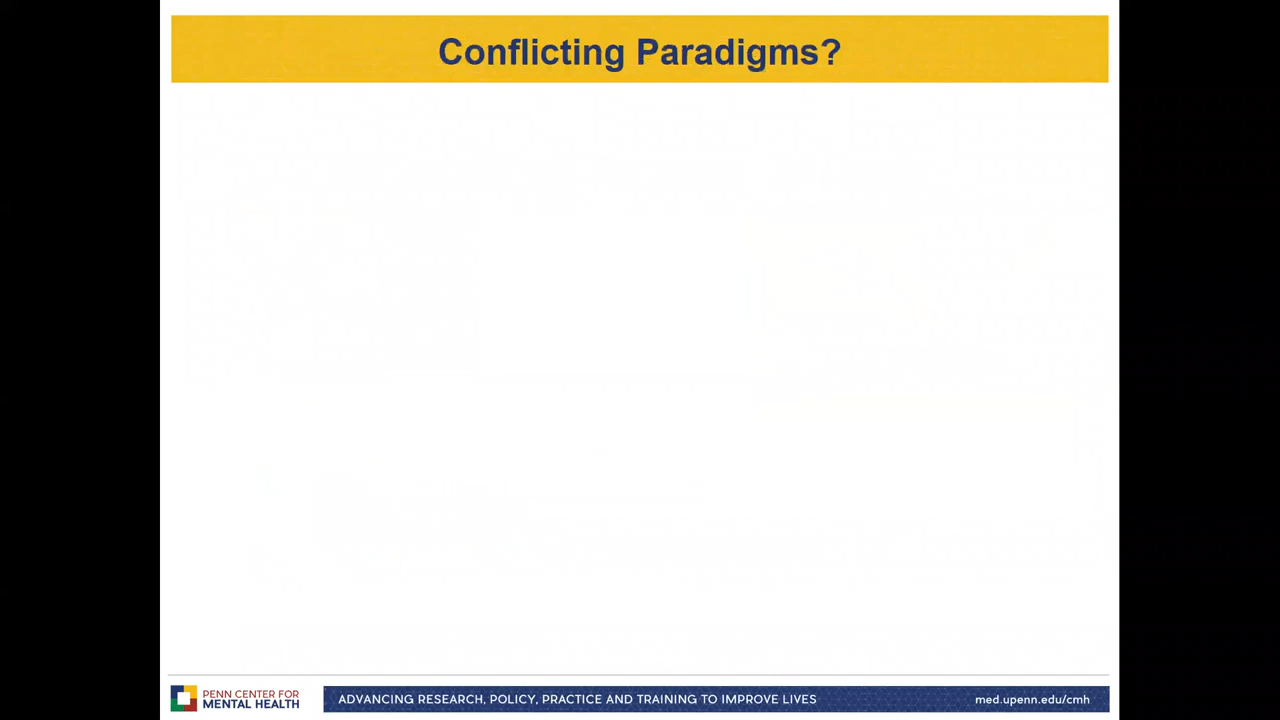 Conflicting Paradigms?
PENN CENTER FOR
MENTAL HEALTH
ADVANCING RESEARCH, POLICY, PRACTICE AND TRAINING TO IMPROVE LIVES
med.upenn.edu/cmh